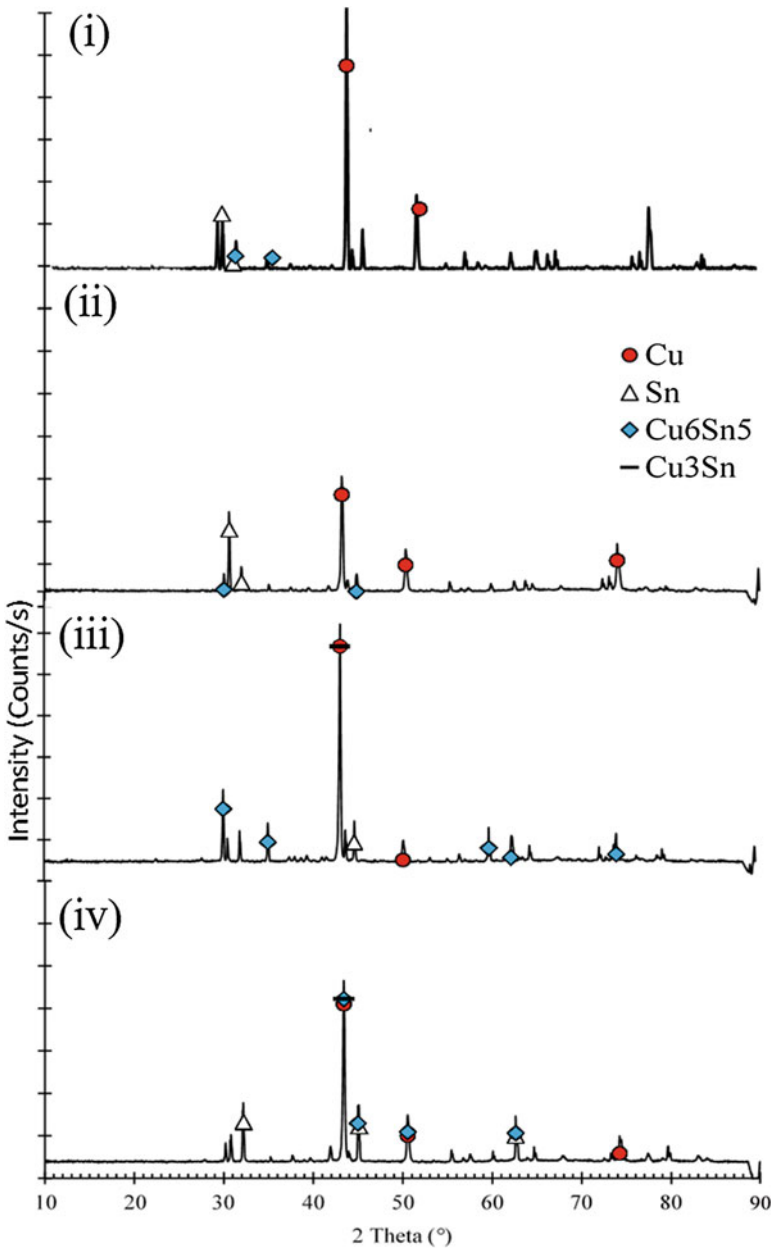 (i)
(ii)
Cu
Sn
Cu6Sn5
Cu3Sn
(iii)
Intensity (Counts/s)
(iv)
10 20 30 40 50 60 70 80 90
2 Theta (°)